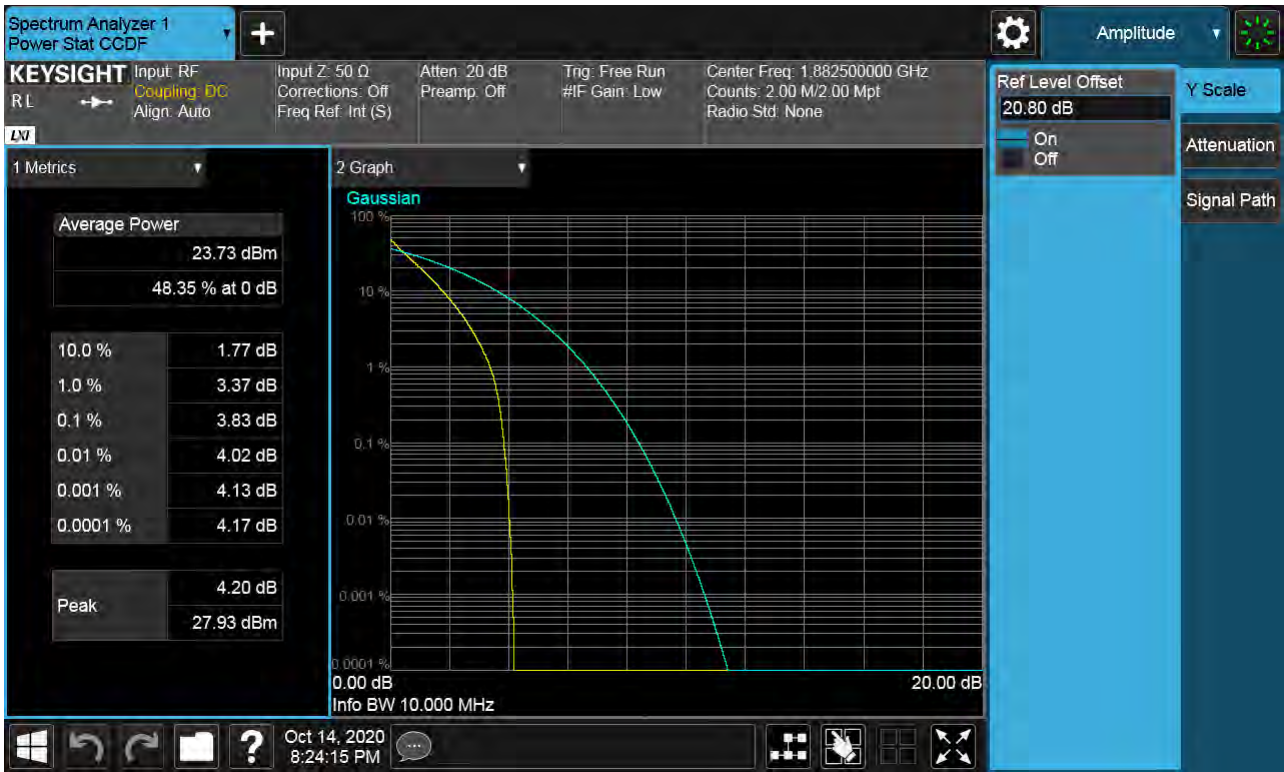 Spectrum Analyzer 1
Power Stat CCDF
+
Amplitude
KEYSIGHT
RL
LXI
Input: RF
Coupling: DC
Align: Auto
Input Z: 50 Ω
Corrections: Off
Freq Ref: Int (S)
Atten: 20 dB
Preamp: Off
Trig: Free Run
#IF Gain: Low
Center Freq: 1.882500000 GHz
Counts: 2.00 M/2.00 Mpt
Radio Std: None
Ref Level Offset
20.80 dB
On
Off
Y Scale
Attenuation
Signal Path
1 Metrics
Average Power
23.73 dBm
48.35 % at 0 dB
10.0 % 1.77 dB
1.0 % 3.37 dB
0.1 % 3.83 dB
0.01 % 4.02 dB
0.001 % 4.13 dB
0.0001 % 4.17 dB
Peak
4.20 dB
27.93 dBm
2 Graph
Gaussian
100 %
10 %
1 %
0.1 %
0.01 %
0.001 %
0.0001 %
0.00 dB 20.00 dB
Info BW 10.000 MHz
?
Oct 14, 2020
8:24:15 PM